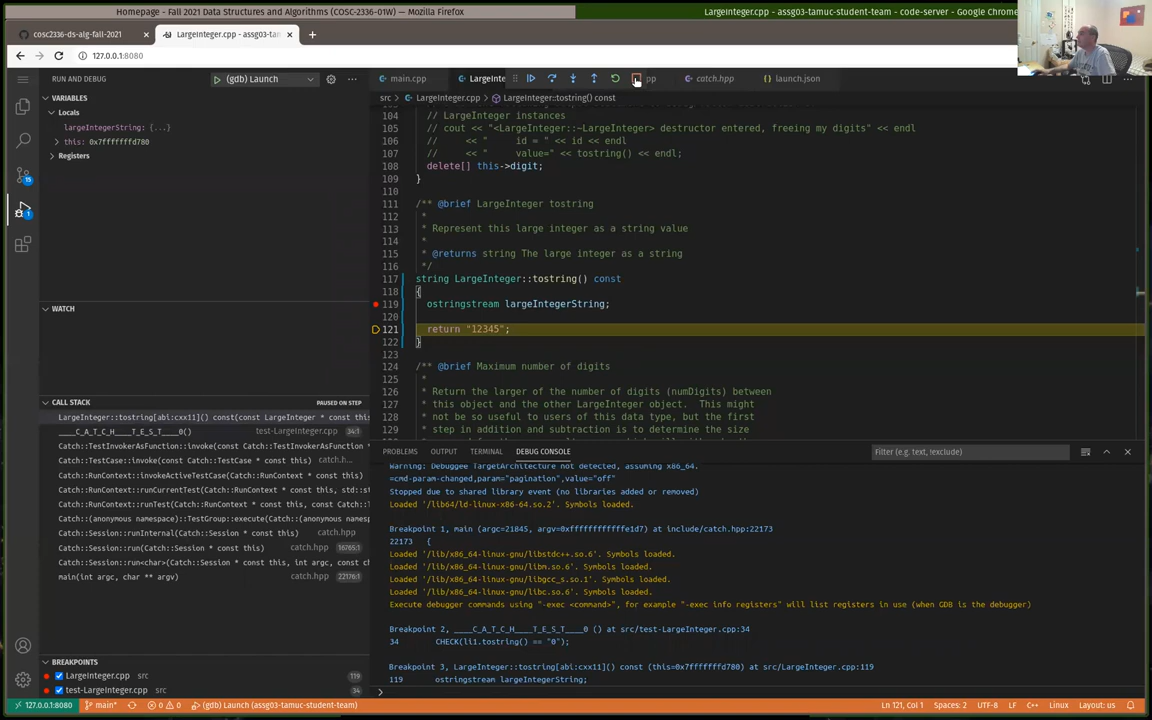 Homepage - Fall 2021 Data Structures and Algorithms (COSC-2336-01W) — Mozilla Firefox
LargeInteger.cpp - assg03-tamuc-student-team - code-server - Google Chrome
cosc2336-ds-alg-fall-2021
LargeInteger.cpp - assg03-tamuc-stud
127.0.0.1:8080
RUN AND DEBUG
(gdb) Launch
main.cpp
LargeInte
pp
catch.hpp
launch.json
src > LargeInteger.cpp > LargeInteger::tostring() const
VARIABLES
Locals
largeIntegerString: {...}
this: 0x7fffffffd780
Registers
WATCH
CALL STACK
PAUSED ON STEP
LargeInteger::tostring[abi:cxx11]() const(const LargeInteger * const this
____C_A_T_C_H____T_E_S_T____0()
test-LargeInteger.cpp 34:1
Catch::TestInvokerAsFunction::invoke(const Catch::TestInvokerAsFunction *
Catch::TestCase::invoke(const Catch::TestCase * const this)
catch.h...
Catch::RunContext::invokeActiveTestCase(Catch::RunContext * const this)
Catch::RunContext::runCurrentTest(Catch::RunContext * const this, std::st
Catch::RunContext::runTest(Catch::RunContext * const this, const Catch::T
Catch::(anonymous namespace)::TestGroup::execute(Catch::(anonymous namesp
Catch::Session::runInternal(Catch::Session * const this)
catch.hpp
Catch::Session::run(Catch::Session * const this)
catch.hpp 16765:1
Catch::Session::run<char>(Catch::Session * const this, int argc, const ch
main(int argc, char ** argv)
catch.hpp 22176:1
BREAKPOINTS
LargeInteger.cpp src 119
test-LargeInteger.cpp src 34
104 // LargeInteger instances
105 // cout << "<LargeInteger::~LargeInteger> destructor entered, freeing my digits" << endl
106 // << " id = " << id << endl
107 // << " value=" << tostring() << endl;
108 delete[] this->digit;
109 }
110
111 /** @brief LargeInteger tostring
112 *
113 * Represent this large integer as a string value
114 *
115 * @returns string The large integer as a string
116 */
117 string LargeInteger::tostring() const
118 {
119 ostringstream largeIntegerString;
120
121 return "12345";
122 }
123
124 /** @brief Maximum number of digits
125 *
126 * Return the larger of the number of digits (numDigits) between
127 * this object and the other LargeInteger object. This might
128 * not be so useful to users of this data type, but the first
129 * step in addition and subtraction is to determine the size
PROBLEMS OUTPUT TERMINAL DEBUG CONSOLE
Filter (e.g. text, !exclude)
Warning: Debuggee TargetArchitecture not detected, assuming x86_64.
=cmd-param-changed,param="pagination",value="off"
Stopped due to shared library event (no libraries added or removed)
Loaded '/lib64/ld-linux-x86-64.so.2'. Symbols loaded.
Breakpoint 1, main (argc=21845, argv=0xffffffffffffe1d7) at include/catch.hpp:22173
22173 {
Loaded '/lib/x86_64-linux-gnu/libstdc++.so.6'. Symbols loaded.
Loaded '/lib/x86_64-linux-gnu/libm.so.6'. Symbols loaded.
Loaded '/lib/x86_64-linux-gnu/libgcc_s.so.1'. Symbols loaded.
Loaded '/lib/x86_64-linux-gnu/libc.so.6'. Symbols loaded.
Execute debugger commands using "-exec <command>", for example "-exec info registers" will list registers in use (when GDB is the debugger)
Breakpoint 2, ____C_A_T_C_H____T_E_S_T____0 () at src/test-LargeInteger.cpp:34
34 CHECK(li1.tostring() == "0");
Breakpoint 3, LargeInteger::tostring[abi:cxx11]() const (this=0x7fffffffd780) at src/LargeInteger.cpp:119
119 ostringstream largeIntegerString;
127.0.0.1:8080 main* 0 0 (gdb) Launch (assg03-tamuc-student-team)
Ln 121, col 1 Spaces: 2 UTF-8 LF C++ Linux Layout: us